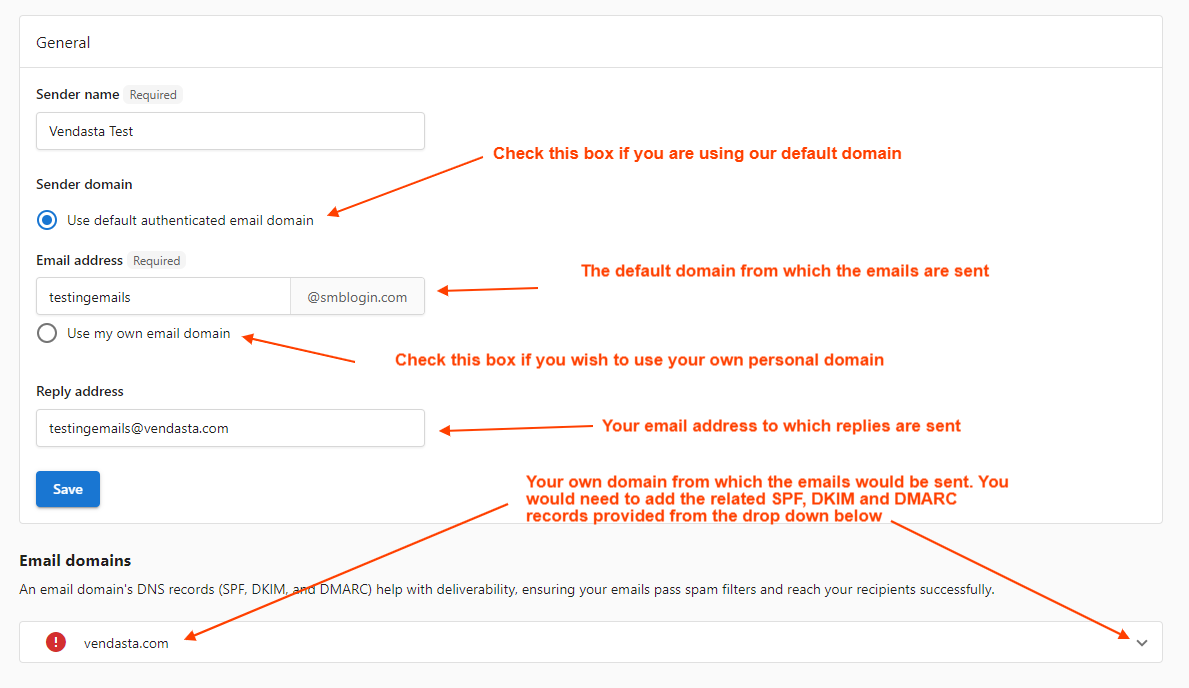 General
Sender name Required
Vendasta Test
Check this box if you are using our default domain
Sender domain
Use default authenticated email domain
Email address Required
The default domain from which the emails are sent
testingemails @smblogin.com
Use my own email domain
Check this box if you wish to use your own personal domain
Reply address
testingemails@vendasta.com
Your email address to which replies are sent
Save
Your own domain from which the emails would be sent. You
would need to add the related SPF, DKIM and DMARC
records provided from the drop down below
Email domains
An email domain's DNS records (SPF, DKIM, and DMARC) help with deliverability, ensuring your emails pass spam filters and reach your recipients successfully.
! vendasta.com